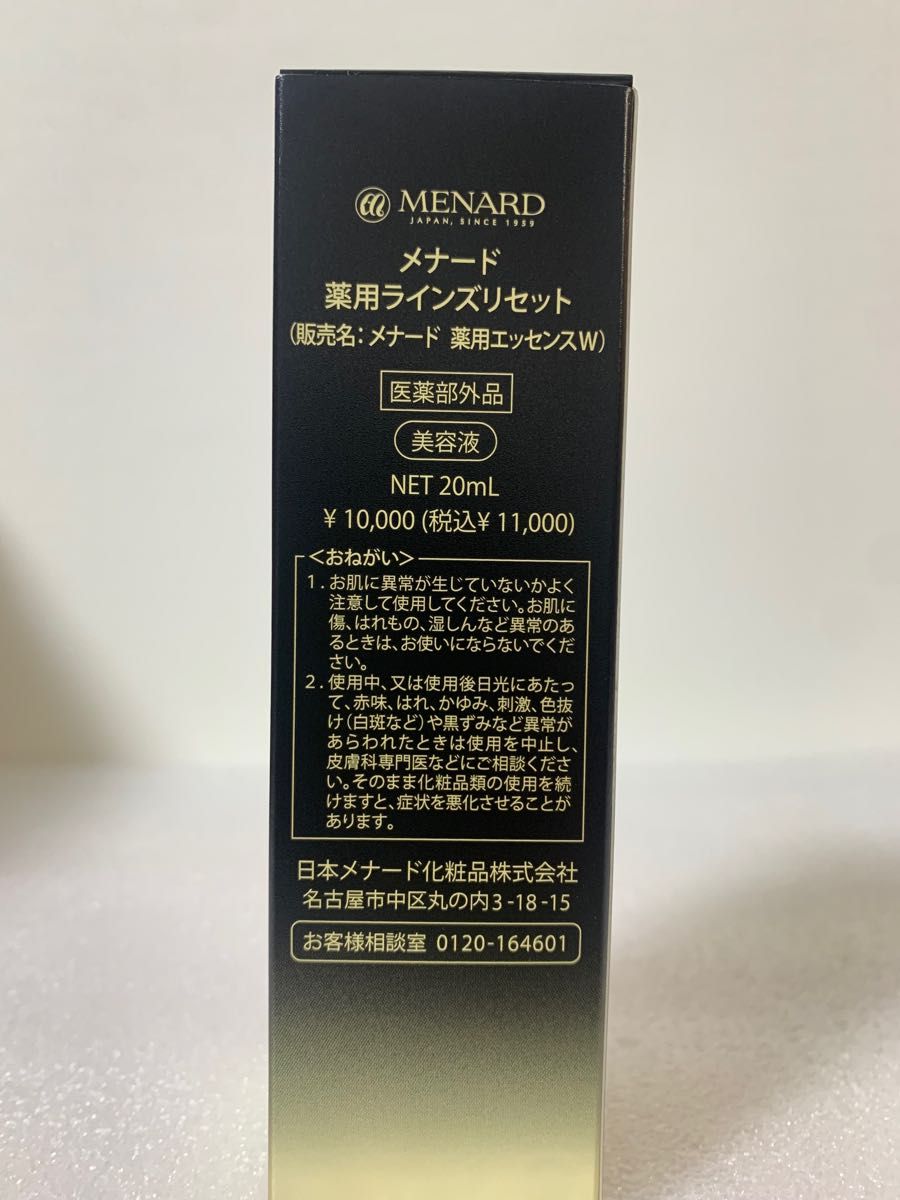 MENARD
JAPAN, SINCE 1959
メナード
薬用ラインズリセット
(販売名:メナード 薬用エッセンスW)
医薬部外品
美容液
NET 20mL
¥10,000 (税込¥11,000)
<おねがい>
1. お肌に異常が生じていないかよく
注意して使用してください。お肌に
傷、はれもの、湿しんなど異常のあ
るときは、お使いにならないでくだ
さい。
2. 使用中、又は使用後日光にあたっ
て、赤味、はれ、かゆみ、刺激、色抜
け(白斑など)や黒ずみなど異常が
あらわれたときは使用を中止し、
皮膚科専門医などにご相談くださ
い。そのまま化粧品類の使用を続
けますと、症状を悪化させることが
あります。
日本メナード化粧品株式会社
名古屋市中区丸の内3-18-15
お客様相談室 0120-164601